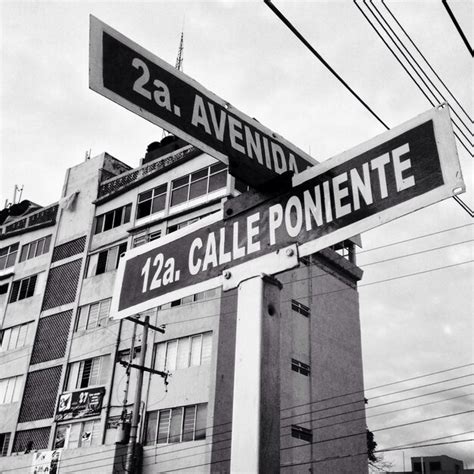 2a. AVENIDA
12a. CALLE PONIENTE